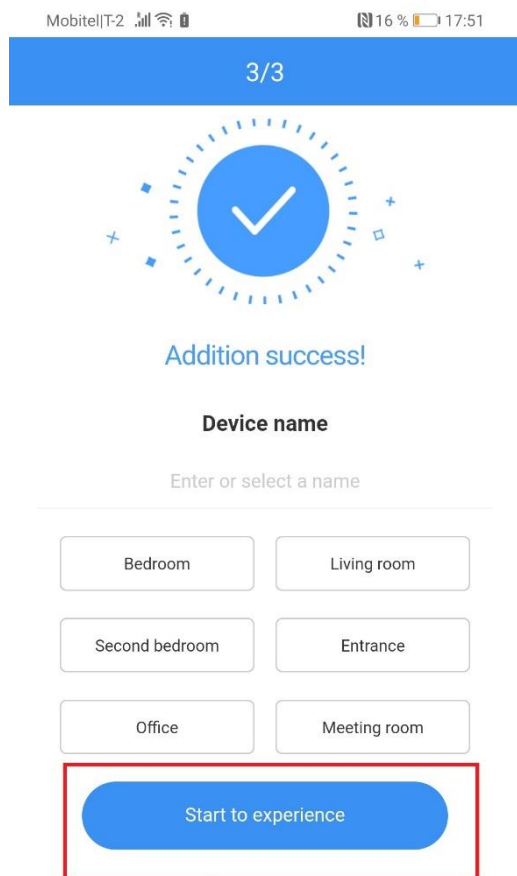 Mobitel|T-2 16 % 17:51
3/3
Addition success!
Device name
Enter or select a name
Bedroom Living room
Second bedroom Entrance
Office Meeting room
Start to experience